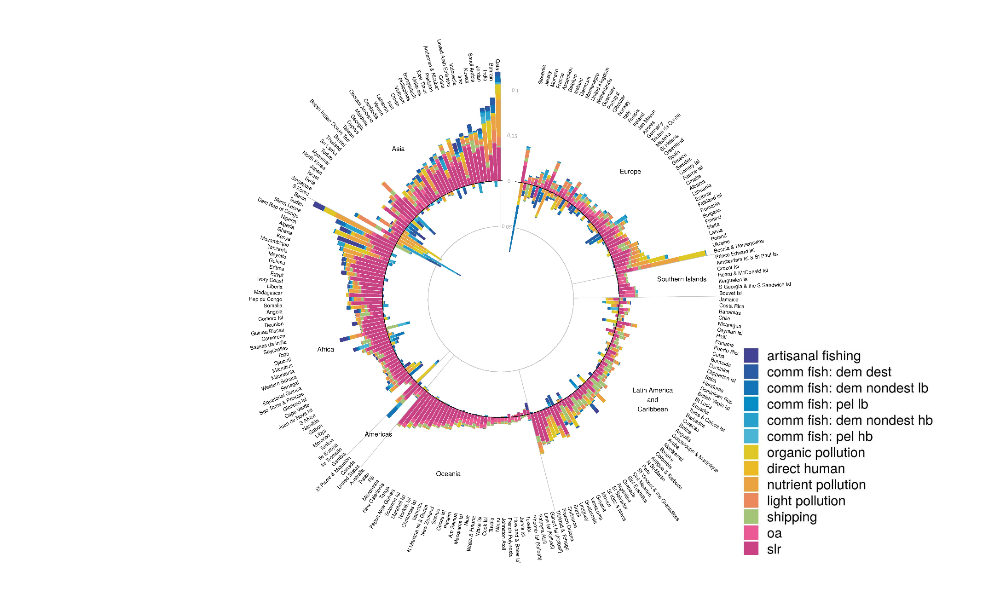 Slovenia
Jersey
Monaco
France
Ascension
Belgium
Iceland
Denmark
Montenegro
United Kingdom
Netherlands
Guernsey
Portugal
Gibraltar
Norway
Italy
Russia
Ireland
Jan Mayen
Azores
Germany
Tristan da Cunha
Madeira
St Helena
Greenland
Spain
Greece
Sweden
Canary Isl
Faeroe Isl
Croatia
Albania
Lithuania
Estonia
Falkland Isl
Romania
Bulgaria
Finland
Malta
Latvia
Poland
Ukraine
Bosnia & Herzegovina
Prince Edward Isl
Amsterdam Isl & St Paul Isl
Crozet Isl
Heard & McDonald Isl
Kerguelen Isl
S Georgia & the S Sandwich Isl
Bouvet Isl
Jamaica
Costa Rica
Bahamas
Chile
Nicaragua
Cayman Isl
Haiti
Panama
Puerto Rico
Cuba
Bermuda
Dominica
Clipperton Isl
Saba
Honduras
Dominican Rep
British Virgin Isl
St Lucia
Ecuador
Turks & Caicos Isl
Barbados
Curacao
Belize
Anguilla
Guadeloupe & Martinique
Aruba
Montserrat
Bonaire
Colombia
Antigua & Barbuda
N St-Martin
Peru
St Vincent & the Grenadines
Sint Maarten
Sint Eustatius
Grenada
Argentina
El Salvador
St Kitts & Nevis
Mexico
Guyana
Venezuela
Guatemala
Uruguay
Brazil
Suriname
French Guiana
Trinidad & Tobago
Gilbert Isl (Kiribati)
Line Isl (Kiribati)
Palmyra Atoll
Phoenix Isl (Kiribati)
Tokelau
Jarvis Isl
Howland & Baker Isl
French Polynesia
Johnston Atoll
Nauru
Tuvalu
Cook Isl
Wake Isl
Wallis & Futuna
Niue
Macquarie Isl
Am Samoa
Pitcairn
Cocos Isl
Samoa
New Zealand
N Mariana Isl & Guam
Vanuatu
Christmas Isl
Norfolk Isl
Marshall Isl
Solomon Isl
Papua New Guinea
Tonga
New Caledonia
Micronesia
Fiji
Palau
Australia
United States
Canada
St Pierre & Miquelon
Gambia
Ile Tromelin
Ile Europa
Tunisia
Morocco
Libya
Gabon
Namibia
S Africa
Juan de Nova Isl
Cape Verde
Glorioso Isl
Sao Tome & Principe
Equatorial Guinea
Senegal
Western Sahara
Mauritania
Mauritius
Djibouti
Togo
Seychelles
Bassas da India
Cameroon
Guinea Bissau
Reunion
Comoro Isl
Angola
Somalia
Rep du Congo
Madagascar
Liberia
Ivory Coast
Egypt
Eritrea
Guinea
Mayotte
Tanzania
Mozambique
Kenya
Ghana
Algeria
Nigeria
Dem Rep of Congo
Sierra Leone
Sudan
Benin
S Korea
Singapore
Syria
Israel
Japan
North Korea
Myanmar
Turkey
Sri Lanka
Thailand
Brunei
British Indian Ocean Terr
Taiwan
Cyprus
Georgia
Maldives
Oecussi Ambeno
Cambodia
Yemen
Lebanon
Iran
Oman
Vietnam
Philippines
Bangladesh
Malaysia
East Timor
Pakistan
Andaman & Nicobar
China
United Arab Emirates
Indonesia
Iraq
Kuwait
Saudi Arabia
Jordan
India
Bahrain
Qatar
0.1
0.05
0
0.05
Asia
Europe
Southern Islands
Latin America
and
Caribbean
Oceania
Americas
Africa
artisanal fishing
comm fish: dem dest
comm fish: dem nondest lb
comm fish: pel lb
comm fish: dem nondest hb
comm fish: pel hb
organic pollution
direct human
nutrient pollution
light pollution
shipping
oa
slr